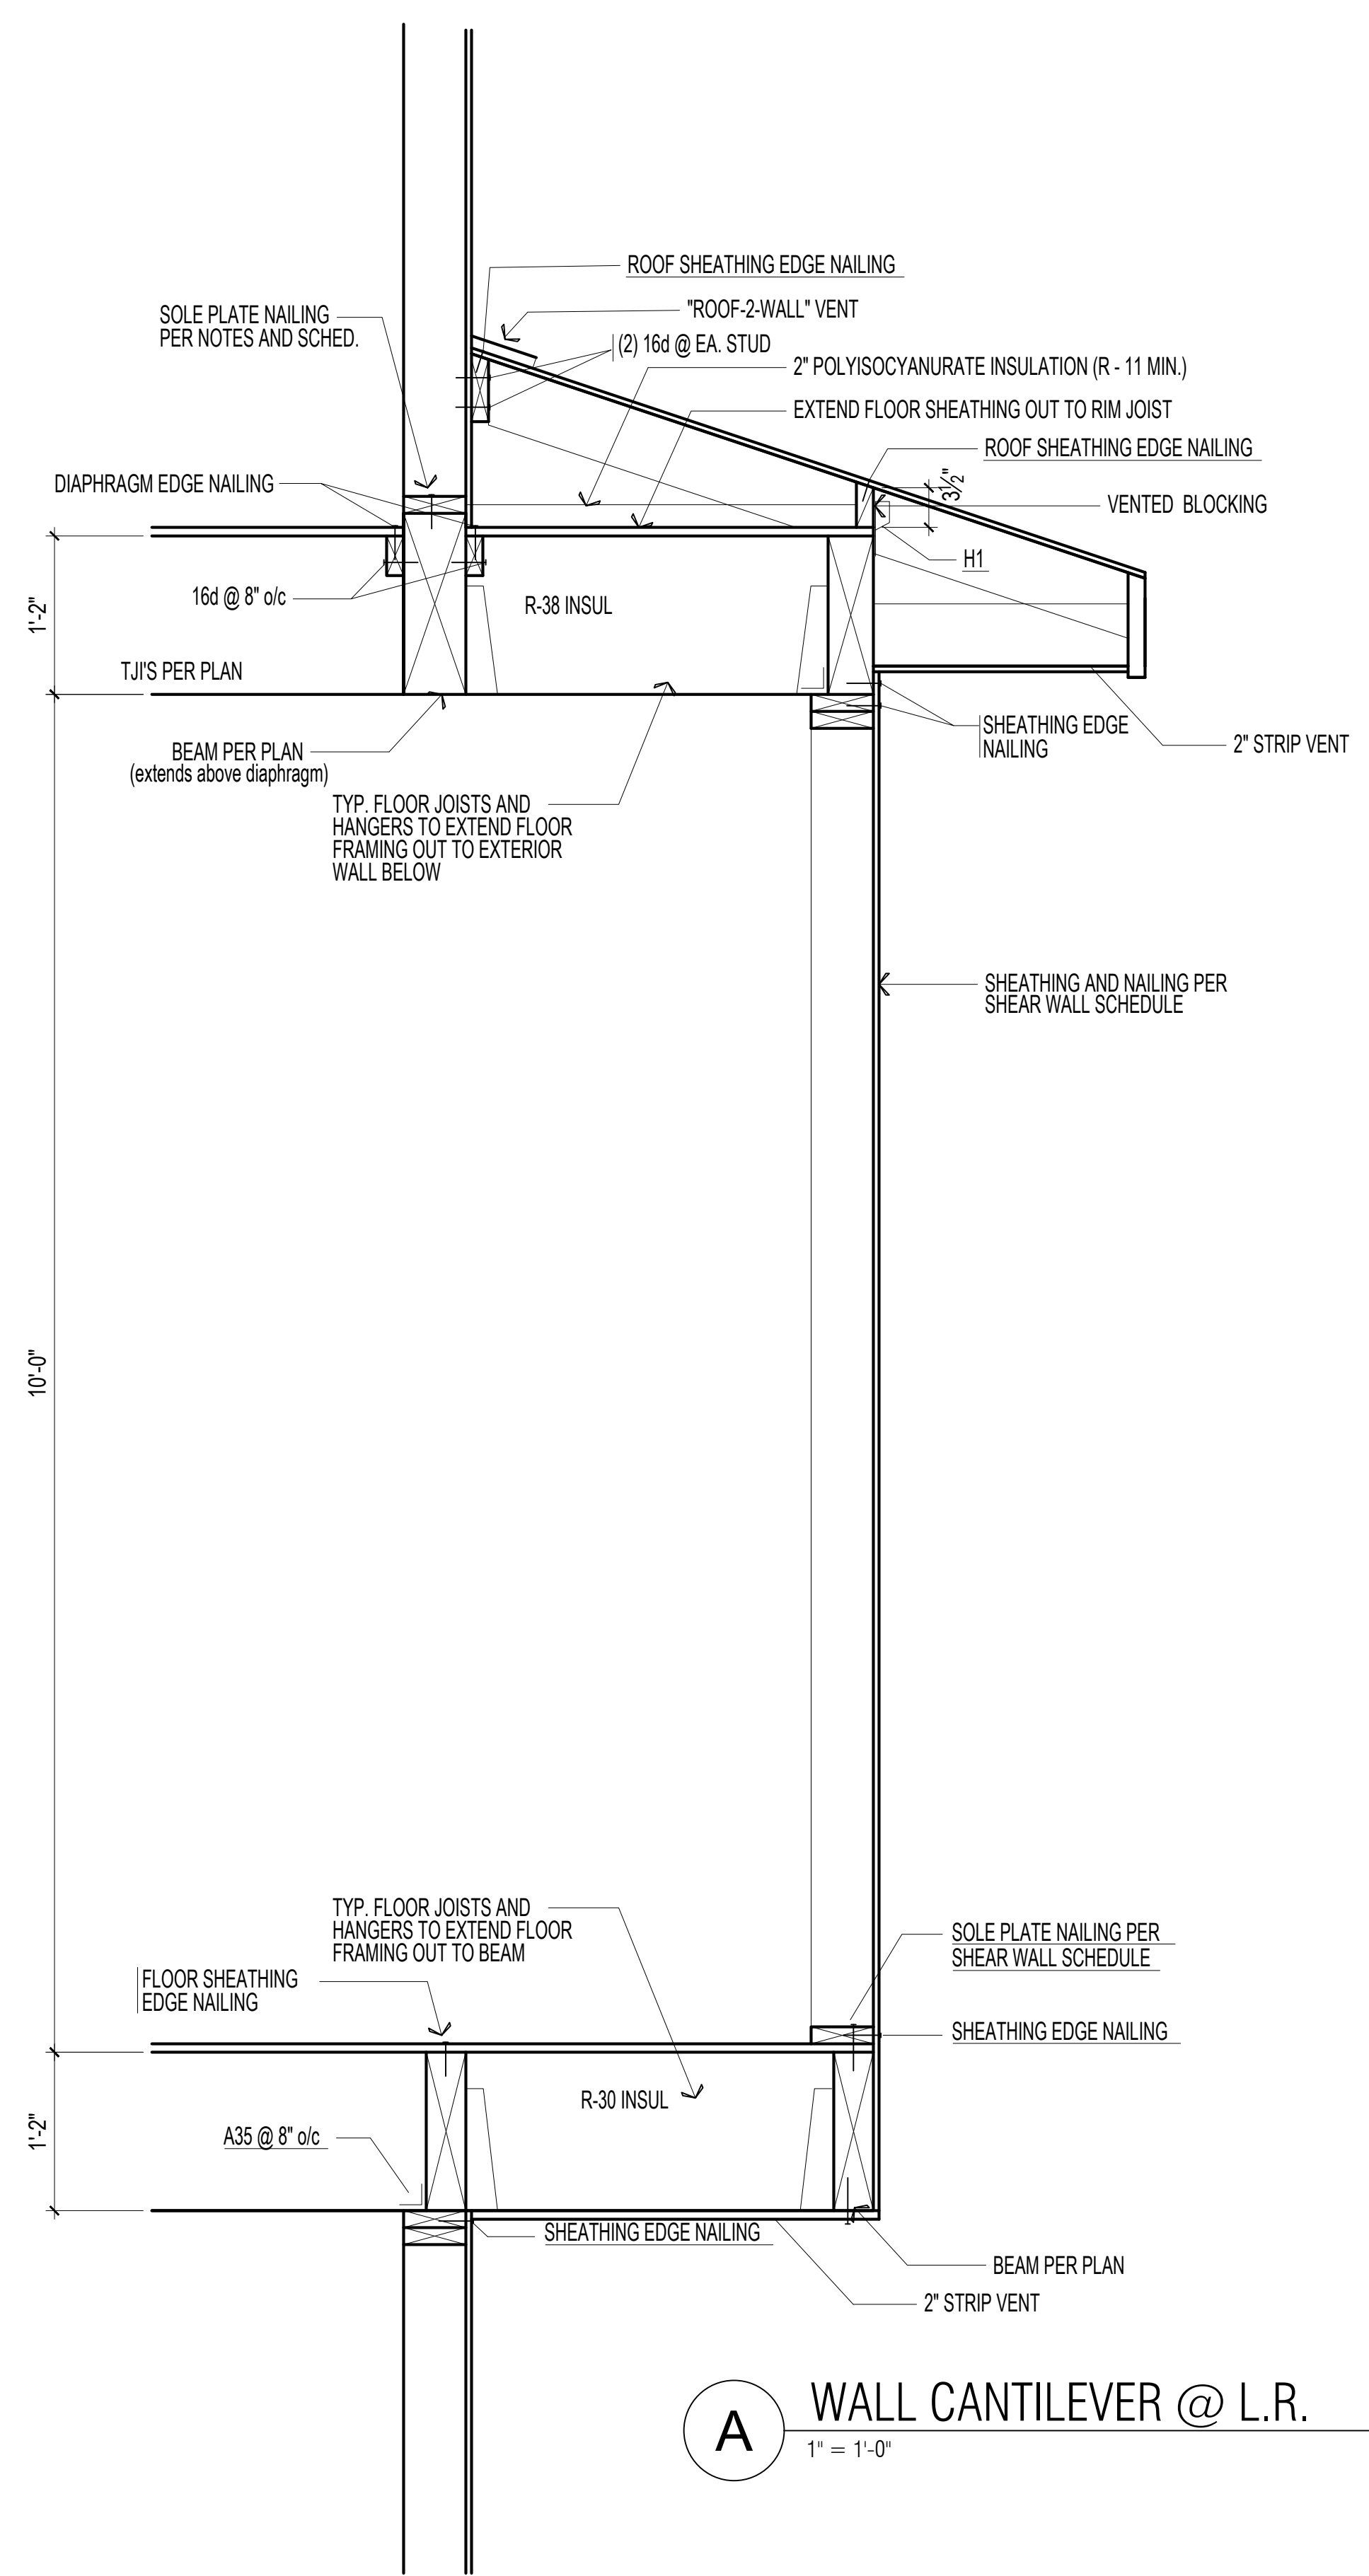 ROOF SHEATHING EDGE NAILING
"ROOF-2-WALL" VENT
SOLE PLATE NAILING
PER NOTES AND SCHED.
(2) 16d @ EA. STUD
2" POLYISOCYANURATE INSULATION (R - 11 MIN.)
EXTEND FLOOR SHEATHING OUT TO RIM JOIST
ROOF SHEATHING EDGE NAILING
3½"
DIAPHRAGM EDGE NAILING
VENTED BLOCKING
H1
16d @ 8" o/c
R-38 INSUL
1'-2"
TJI'S PER PLAN
BEAM PER PLAN
(extends above diaphragm)
SHEATHING EDGE
NAILING
2" STRIP VENT
TYP. FLOOR JOISTS AND
HANGERS TO EXTEND FLOOR
FRAMING OUT TO EXTERIOR
WALL BELOW
SHEATHING AND NAILING PER
SHEAR WALL SCHEDULE
10'-0"
TYP. FLOOR JOISTS AND
HANGERS TO EXTEND FLOOR
FRAMING OUT TO BEAM
SOLE PLATE NAILING PER
SHEAR WALL SCHEDULE
FLOOR SHEATHING
EDGE NAILING
SHEATHING EDGE NAILING
R-30 INSUL
1'-2"
A35 @ 8" o/c
SHEATHING EDGE NAILING
BEAM PER PLAN
2" STRIP VENT
A
WALL CANTILEVER @ L.R.
1" = 1'-0"